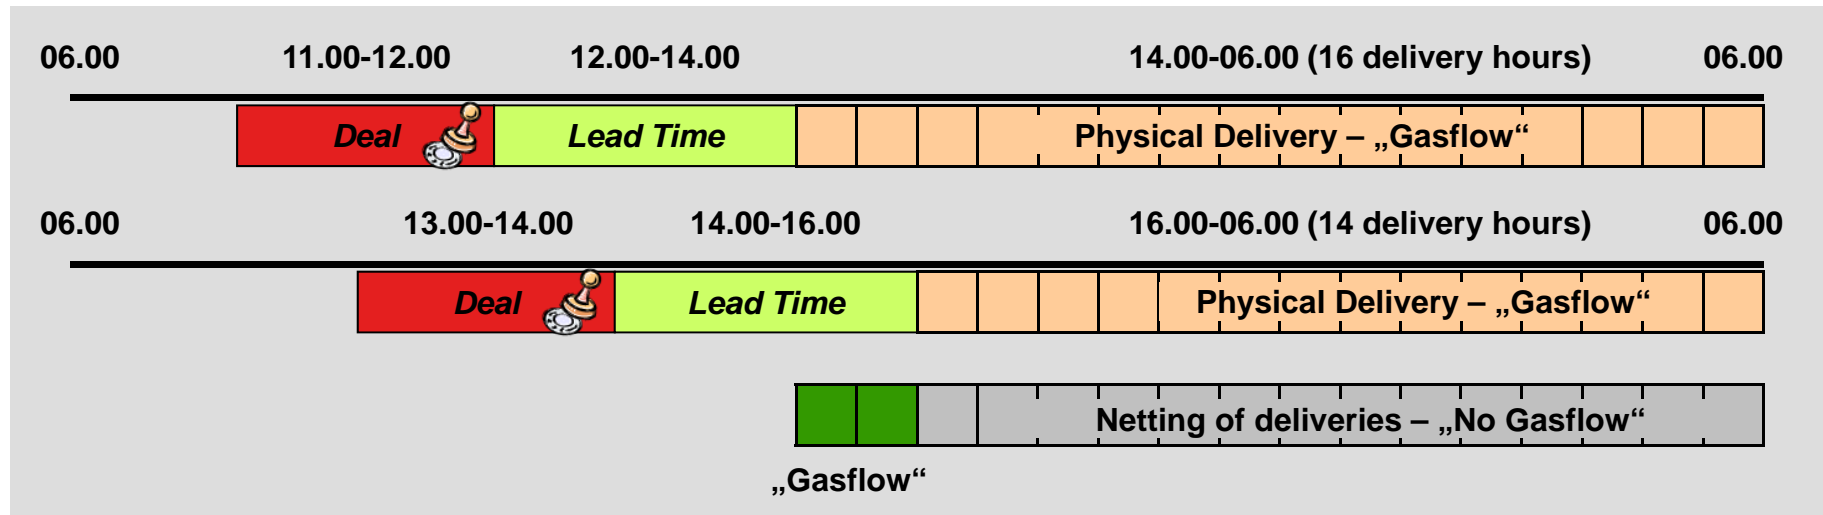 06.00 11.00-12.00 12.00-14.00 14.00-06.00 (16 delivery hours) 06.00
Deal Lead Time Physical Delivery – „Gasflow“
06.00 13.00-14.00 14.00-16.00 16.00-06.00 (14 delivery hours) 06.00
Deal Lead Time Physical Delivery – „Gasflow“
Netting of deliveries – „No Gasflow“
„Gasflow“